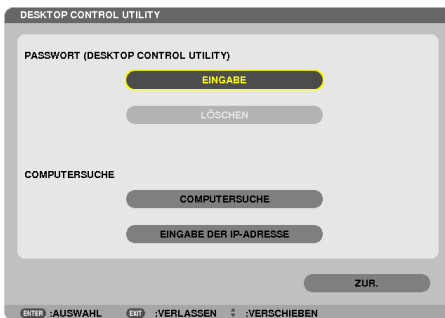 DESKTOP CONTROL UTILITY
PASSWORT (DESKTOP CONTROL UTILITY)
EINGABE
LÖSCHEN
COMPUTERSUCHE
COMPUTERSUCHE
EINGABE DER IP-ADRESSE
ZUR.
ENTER :AUSWAHL EXIT :VERLASSEN :VERSCHIEBEN